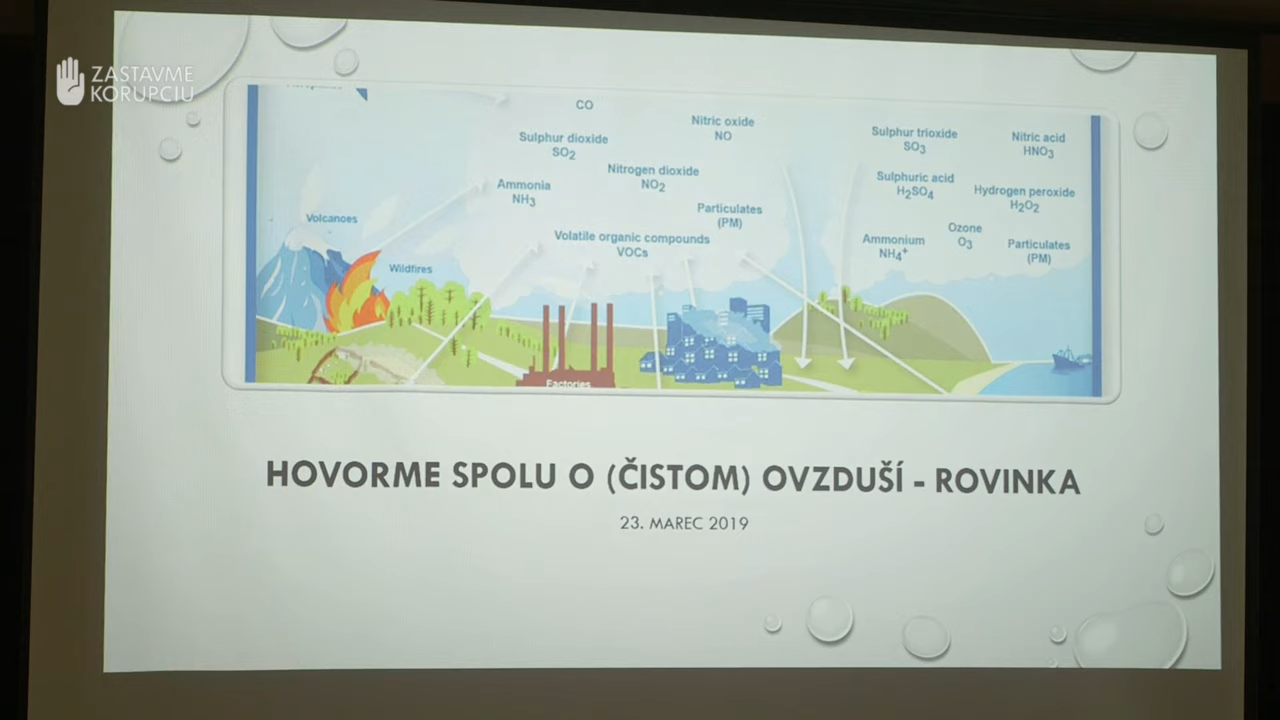 ZASTAVME
KORUPCIU
CO
Nitric oxide
NO
Sulphur dioxide
SO2
Nitrogen dioxide
NO2
Ammonia
NH3
Particulates
(PM)
Volatile organic compounds
VOCs
Volcanoes
Wildfires
Factories
Sulphur trioxide
SO3
Nitric acid
HNO3
Sulphuric acid
H2SO4
Hydrogen peroxide
H2O2
Ozone
O3
Ammonium
NH4+
Particulates
(PM)
HOVORME SPOLU O (ČISTOM) OVZDUŠÍ - ROVINKA
23. MAREC 2019